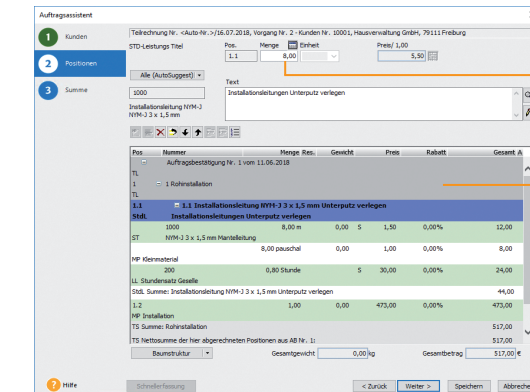 Auftragsassistent
1 Kunden
2 Positionen
3 Summe
Teilrechnung Nr. <Auto-Nr.>/16.07.2018, Vorgang Nr. 2 - Kunden Nr. 10001, Hausverwaltung GmbH, 79111 Freiburg
STD-Leistungs Titel Pos. Menge Einheit Preis/ 1,00
1.1 8,00 5,50
Alle (AutoSuggest)
Text
1000 Installationsleitungen Unterputz verlegen
Installationsleitung NYM-J
NYM-J 3 x 1,5 mm
Pos Nummer Menge Res. Gewicht Preis Rabatt Gesamt A
Auftragsbestätigung Nr. 1 vom 11.06.2018
TL
1 1 Rohinstallation
TL
1.1 1.1 Installationsleitung NYM-J 3 x 1,5 mm Unterputz verlegen
StdL Installationsleitungen Unterputz verlegen
1000 8,00 m 0,00 S 1,50 0,00% 12,00
ST NYM-J 3 x 1,5 mm Mantelleitung
8,00 pauschal 0,00 1,00 0,00% 8,00
MP Kleinmaterial
200 0,80 Stunde S 30,00 0,00% 24,00
LL Stundensatz Geselle
StdL Summe: Installationsleitung NYM-J 3 x 1,5 mm Unterputz verlegen 44,00
1.2 1,00 0,00 473,00 0,00% 473,00
MP Installation
TS Summe: Rohinstallation 517,00
TS Nettosumme der hier abgerechneten Positionen aus AB Nr. 1: 517,00
Baumstruktur Gesamtgewicht 0,00 kg Gesamtbetrag 517,00 €
? Hilfe Schnellerfassung < Zurück Weiter > Speichern Abbreche